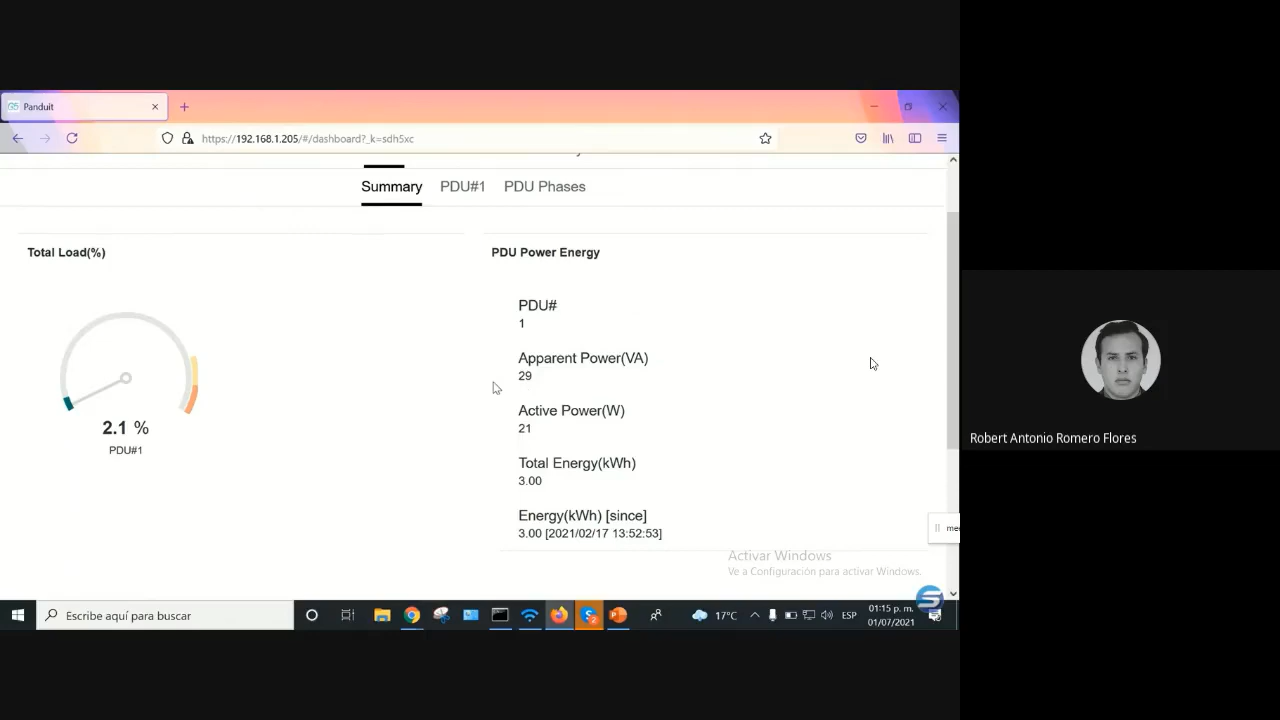 Panduit
https://192.168.1.205/#/dashboard?_k=sdh5xc
Summary PDU#1 PDU Phases
Total Load(%)
2.1 %
PDU#1
PDU Power Energy
PDU#
1
Apparent Power(VA)
29
Active Power(W)
21
Total Energy(kWh)
3.00
Energy(kWh) [since]
3.00 [2021/02/17 13:52:53]
Activar Windows
Ve a Configuración para activar Windows.
Escribe aquí para buscar
17°C
ESP
01:15 p. m.
01/07/2021
Robert Antonio Romero Flores